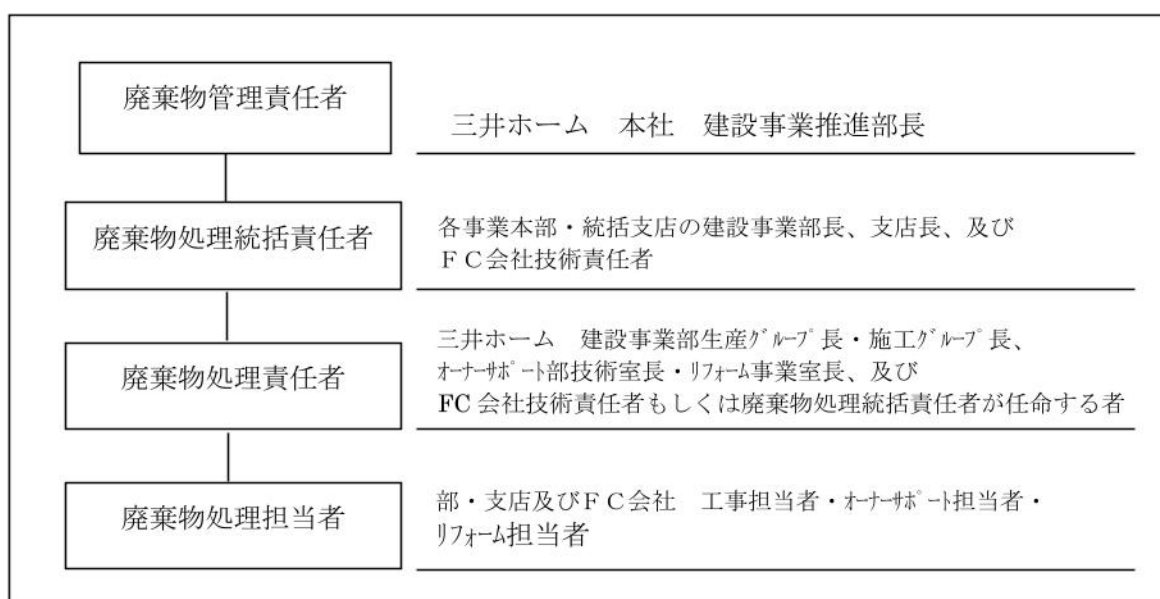 廃棄物管理責任者
三井ホーム　本社　建設事業推進部長
廃棄物処理統括責任者
各事業本部・統括支店の建設事業部長、支店長、及び
ＦＣ会社技術責任者
廃棄物処理責任者
三井ホーム　建設事業部生産ｸﾞﾙｰﾌﾟ長・施工ｸﾞﾙｰﾌﾟ長、
ｵｰﾅｰｻﾎﾟｰﾄ部技術室長・ﾘﾌｫｰﾑ事業室長、及び
FC会社技術責任者もしくは廃棄物処理統括責任者が任命する者
廃棄物処理担当者
部・支店及びＦＣ会社　工事担当者・ｵｰﾅｰｻﾎﾟｰﾄ担当者・
ﾘﾌｫｰﾑ担当者